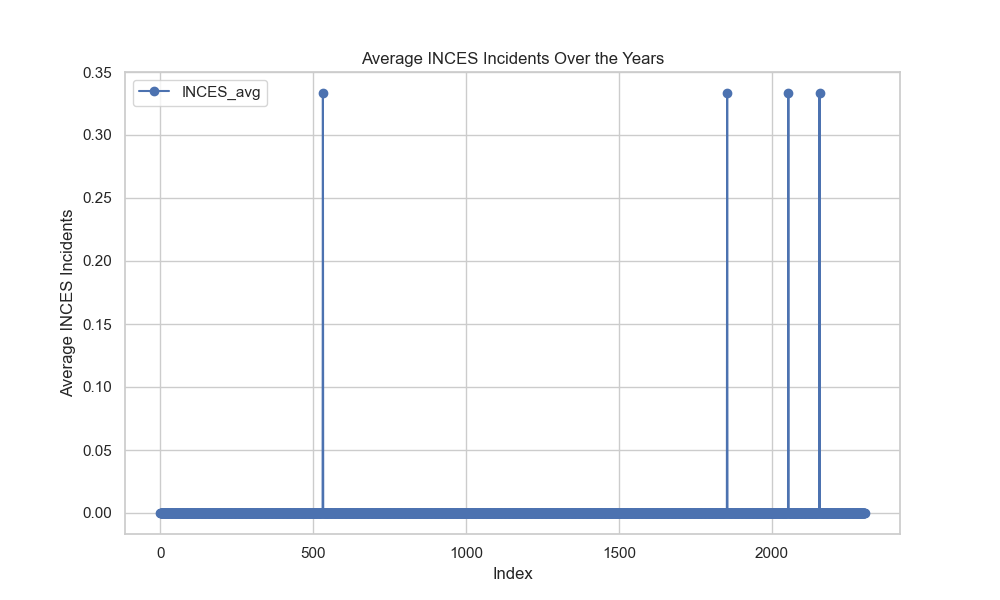 Average INCES Incidents Over the Years
INCES_avg
0.35
0.30
0.25
0.20
0.15
0.10
0.05
0.00
Average INCES Incidents
0 500 1000 1500 2000
Index